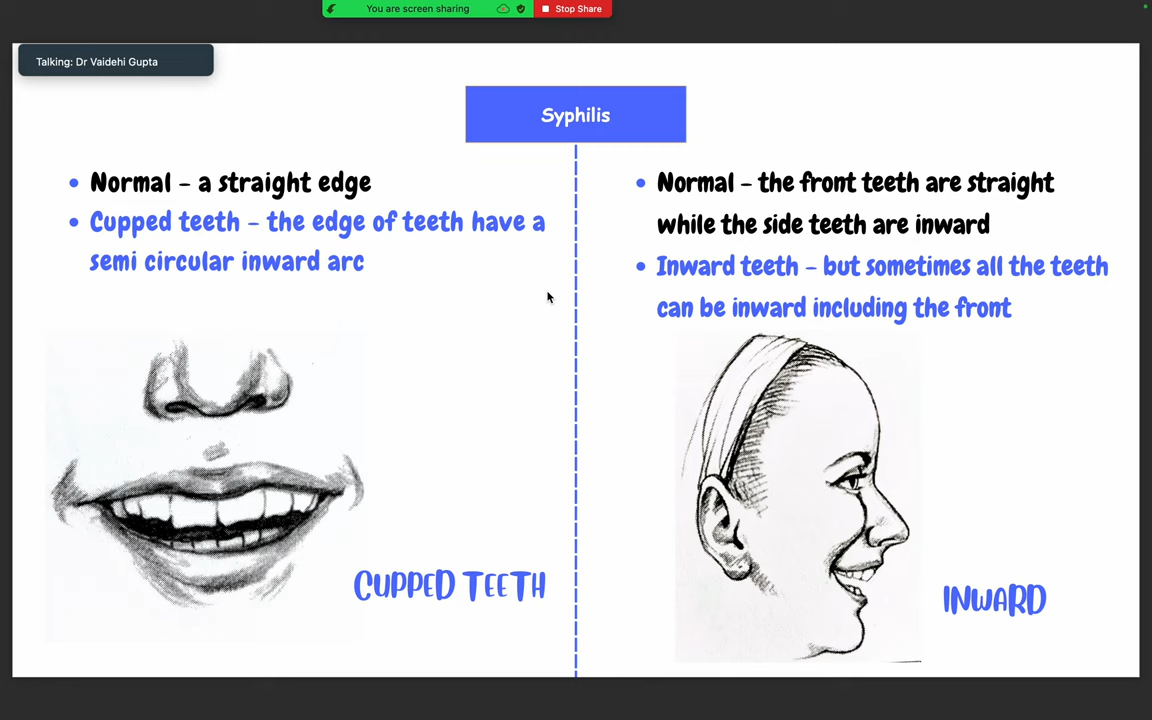 You are screen sharing
Stop Share
Talking: Dr Vaidehi Gupta
Syphilis
• Normal - a straight edge
• Cupped teeth - the edge of teeth have a
semi circular inward arc
CUPPED TEETH
• Normal - the front teeth are straight
while the side teeth are inward
• Inward teeth - but sometimes all the teeth
can be inward including the front
INWARD